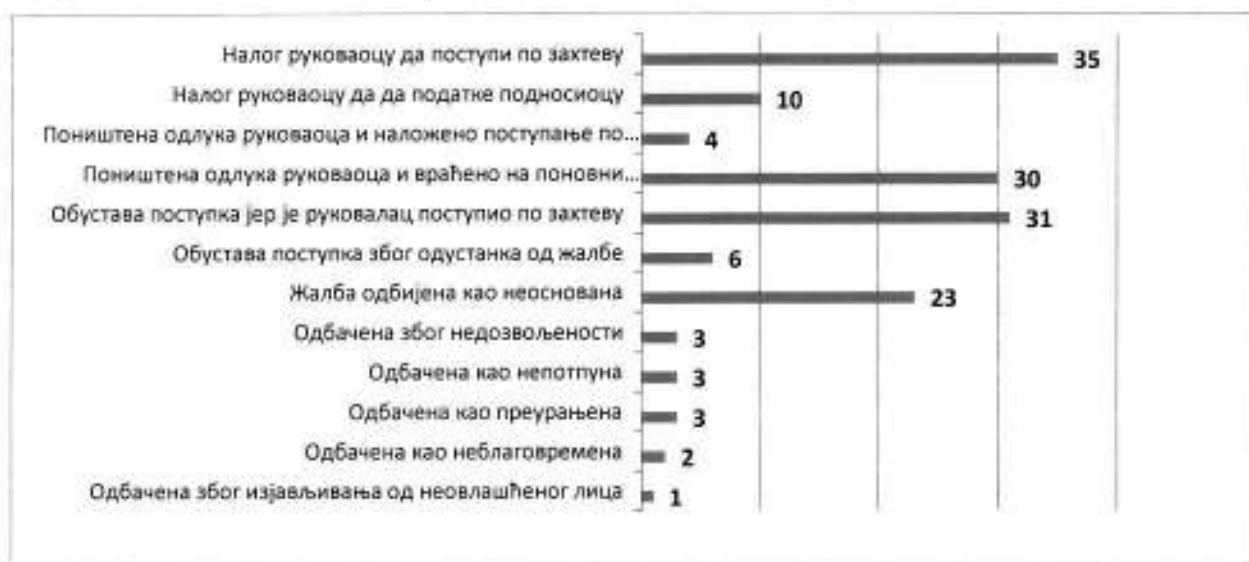 Налог руковаоцу да поступи по захтеву 35
Налог руковаоцу да да податке подносиоцу 10
Поништена одлука руковаоца и наложено поступање по... 4
Поништена одлука руковаоца и враћено на поновни... 30
Обустава поступка јер је руковалац поступио по захтеву 31
Обустава поступка због одустанка од жалбе 6
Жалба одбијена као неоснована 23
Одбачена због недозвољености 3
Одбачена као непотпуна 3
Одбачена као преурањена 3
Одбачена као неблаговремена 2
Одбачена због изјављивања од неовлашћеног лица 1